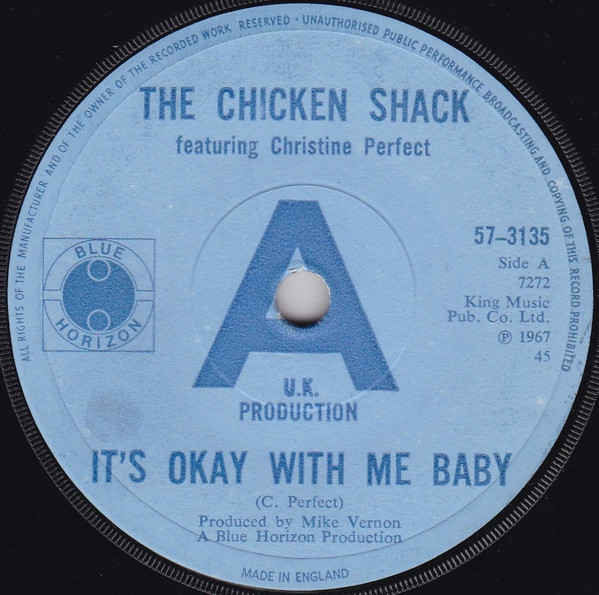 ALL RIGHTS OF THE MANUFACTURER AND OF THE OWNER OF THE RECORDED WORK RESERVED · UNAUTHORISED PUBLIC PERFORMANCE BROADCASTING AND COPYING OF THIS RECORD PROHIBITED
THE CHICKEN SHACK
featuring Christine Perfect
BLUE
HORIZON
A
57–3135
Side A
7272
King Music
Pub. Co. Ltd.
℗ 1967
45
U.K.
PRODUCTION
IT'S OKAY WITH ME BABY
(C. Perfect)
Produced by Mike Vernon
A Blue Horizon Production
MADE IN ENGLAND